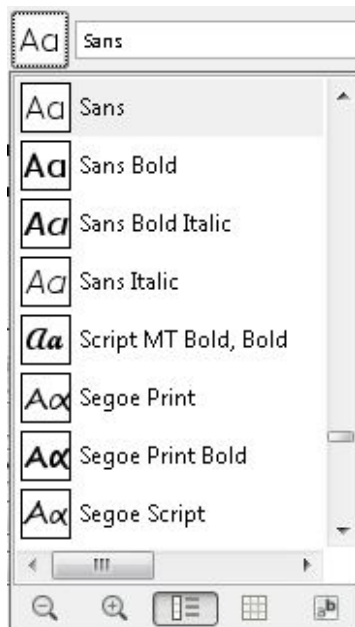 Aa Sans
Aa Sans
Aa Sans Bold
Aa Sans Bold Italic
Aa Sans Italic
Aa Script MT Bold, Bold
Aa Segoe Print
Aa Segoe Print Bold
Aa Segoe Script
ab